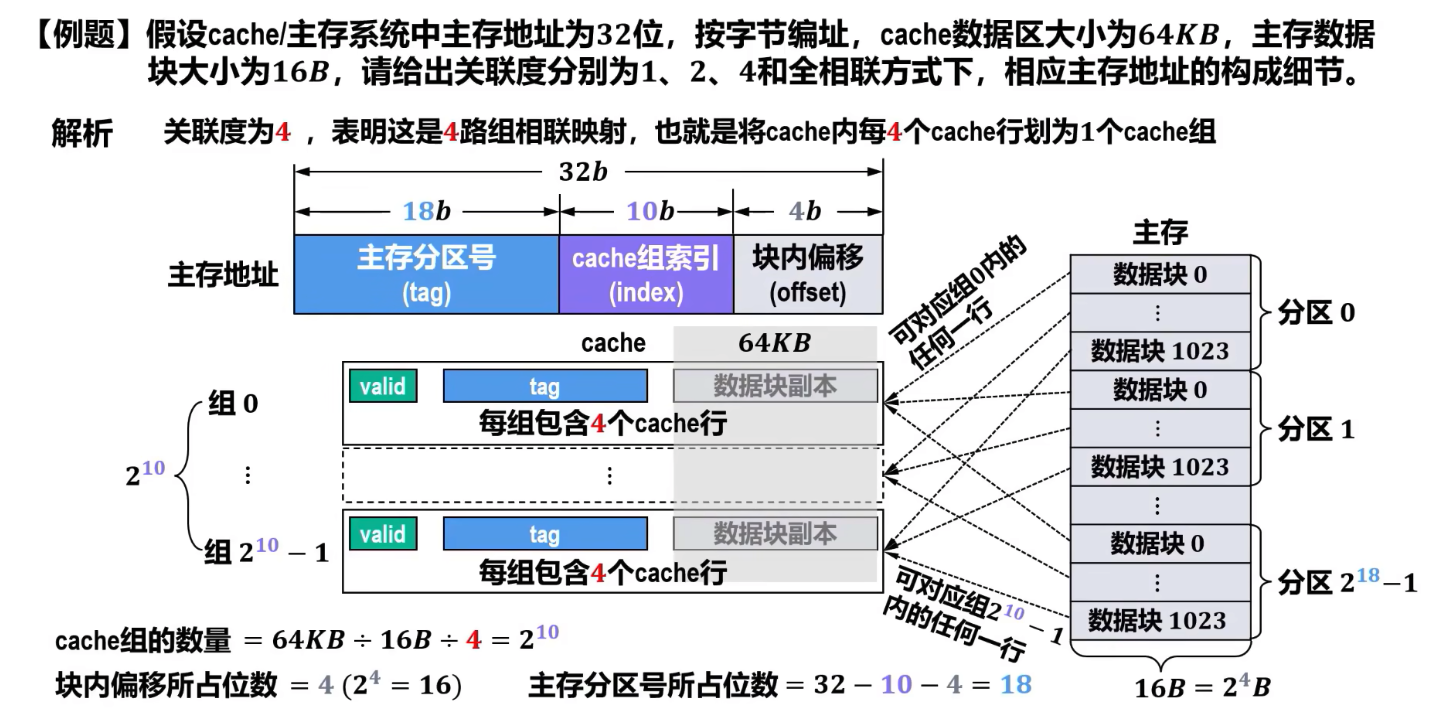 【例题】假设cache/主存系统中主存地址为32位，按字节编址，cache数据区大小为64KB，主存数据
块大小为16B，请给出关联度分别为1、2、4和全相联方式下，相应主存地址的构成细节。
解析 关联度为4 ，表明这是4路组相联映射，也就是将cache内每4个cache行划为1个cache组
32b
18b 10b 4b
主存地址
主存分区号
(tag)
cache组索引
(index)
块内偏移
(offset)
cache 64KB
组 0
valid tag 数据块副本
每组包含4个cache行
2^10
⋮ ⋮
组 2^10 − 1
valid tag 数据块副本
每组包含4个cache行
可对应组0内的
任何一行
可对应组2^10 − 1
内的任何一行
主存
数据块 0
⋮
数据块 1023
分区 0
数据块 0
⋮
数据块 1023
分区 1
⋮
数据块 0
⋮
数据块 1023
分区 2^18−1
16B = 2^4B
cache组的数量 = 64KB ÷ 16B ÷ 4 = 2^10
块内偏移所占位数 = 4 (2^4 = 16) 主存分区号所占位数 = 32 − 10 − 4 = 18